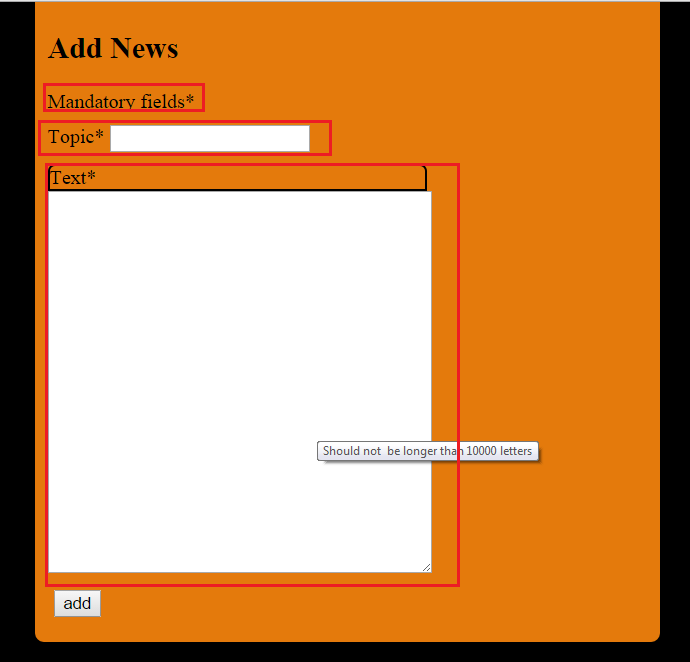 Add News
Mandatory fields*
Topic*
Text*
Should not  be longer than 10000 letters
add